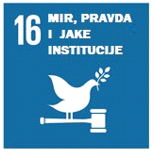 16 MIR, PRAVDA
I JAKE
INSTITUCIJE